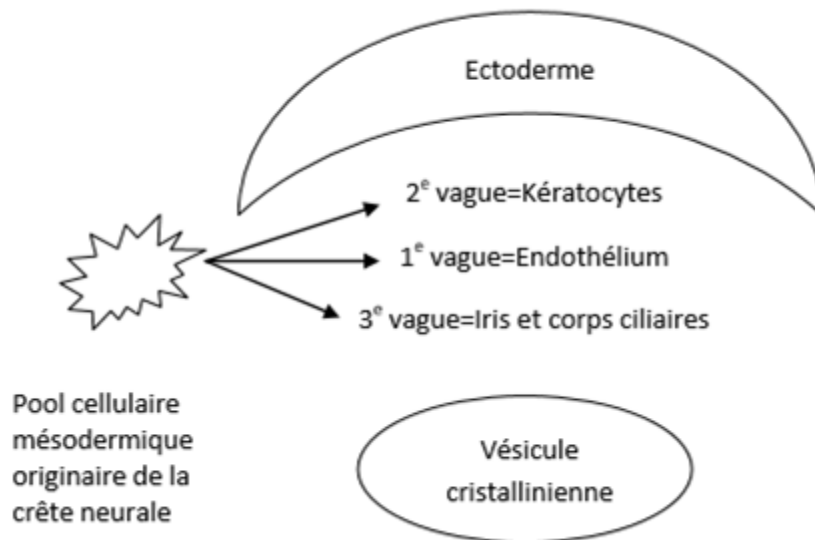 Ectoderme
2e vague=Kératocytes
1e vague=Endothélium
3e vague=Iris et corps ciliaires
Pool cellulaire
mésodermique
originaire de la
crête neurale
Vésicule
cristallinienne